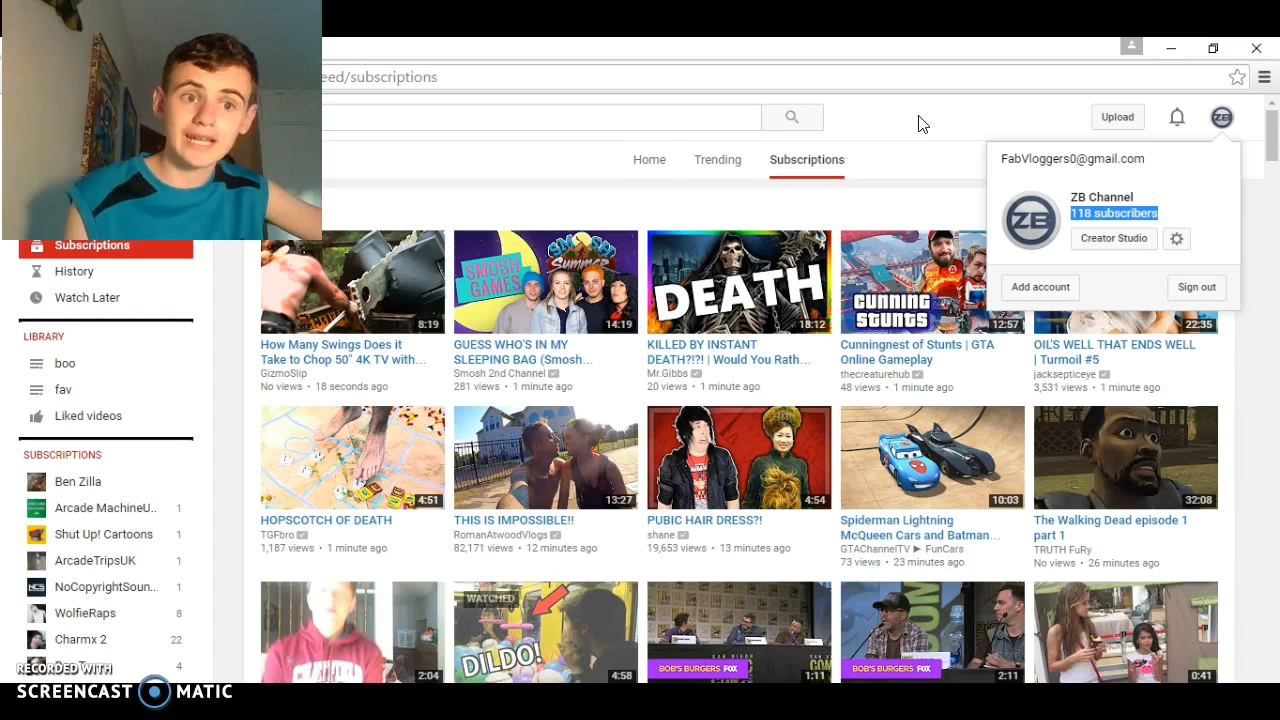 eed/subscriptions
Upload
ZB
Home
Trending
Subscriptions
FabVloggers0@gmail.com
ZB
ZB Channel
118 subscribers
Creator Studio
Add account
Sign out
Subscriptions
History
Watch Later
LIBRARY
boo
fav
Liked videos
SUBSCRIPTIONS
Ben Zilla
Arcade MachineU.. 1
Shut Up! Cartoons 1
ArcadeTripsUK 1
NCS
NoCopyrightSoun... 1
WolfieRaps 8
Charmx 2 22
4
8:19
How Many Swings Does it
Take to Chop 50" 4K TV with...
GizmoSlip
No views • 18 seconds ago
SMOSH
GAMES
SMOSH
Summer
14:19
GUESS WHO'S IN MY
SLEEPING BAG (Smosh...
Smosh 2nd Channel
281 views • 1 minute ago
DEATH
18:12
KILLED BY INSTANT
DEATH?!?! | Would You Rath...
Mr.Gibbs
20 views • 1 minute ago
CUNNING
STUNTS
12:57
Cunningnest of Stunts | GTA
Online Gameplay
thecreaturehub
48 views • 1 minute ago
22:35
OIL'S WELL THAT ENDS WELL
| Turmoil #5
jacksepticeye
3,531 views • 1 minute ago
4:51
HOPSCOTCH OF DEATH
TGFbro
1,187 views • 1 minute ago
13:27
THIS IS IMPOSSIBLE!!
RomanAtwoodVlogs
82,171 views • 12 minutes ago
4:54
PUBIC HAIR DRESS?!
shane
19,653 views • 13 minutes ago
10:03
Spiderman Lightning
McQueen Cars and Batman...
GTAChannelTV ▶ FunCars
73 views • 23 minutes ago
32:08
The Walking Dead episode 1
part 1
TRUTH FuRy
No views • 26 minutes ago
2:04
WATCHED
DILDO!
4:58
BOB'S BURGERS FOX
1:11
BOB'S BURGERS FOX
2:11
0:41
RECORDED WITH
SCREENCAST MATIC